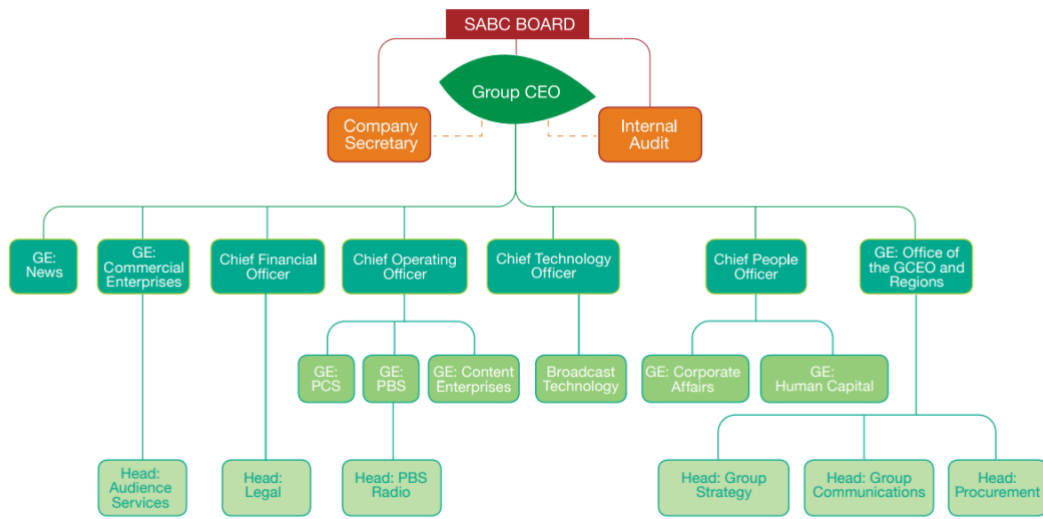 SABC BOARD
Group CEO
Company
Secretary
Internal
Audit
GE:
News
GE:
Commercial
Enterprises
Chief Financial
Officer
Chief Operating
Officer
Chief Technology
Officer
Chief People
Officer
GE: Office of
the GCEO and
Regions
GE:
PCS
GE:
PBS
GE: Content
Enterprises
Broadcast
Technology
GE: Corporate
Affairs
GE:
Human Capital
Head:
Audience
Services
Head:
Legal
Head: PBS
Radio
Head: Group
Strategy
Head: Group
Communications
Head:
Procurement